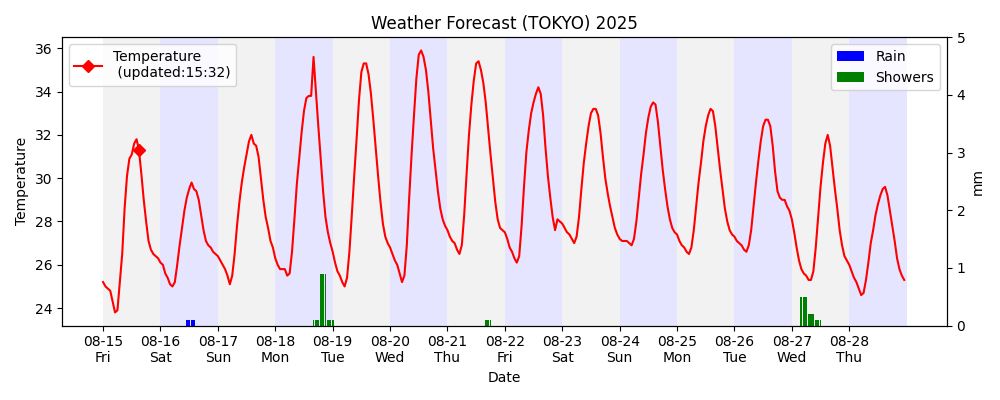 Weather Forecast (TOKYO) 2025
Temperature
(updated:15:32)
Rain
Showers
Temperature
36
34
32
30
28
26
24
5
4
3
2
1
0
mm
08-15 08-16 08-17 08-18 08-19 08-20 08-21 08-22 08-23 08-24 08-25 08-26 08-27 08-28
Fri Sat Sun Mon Tue Wed Thu Fri Sat Sun Mon Tue Wed Thu
Date